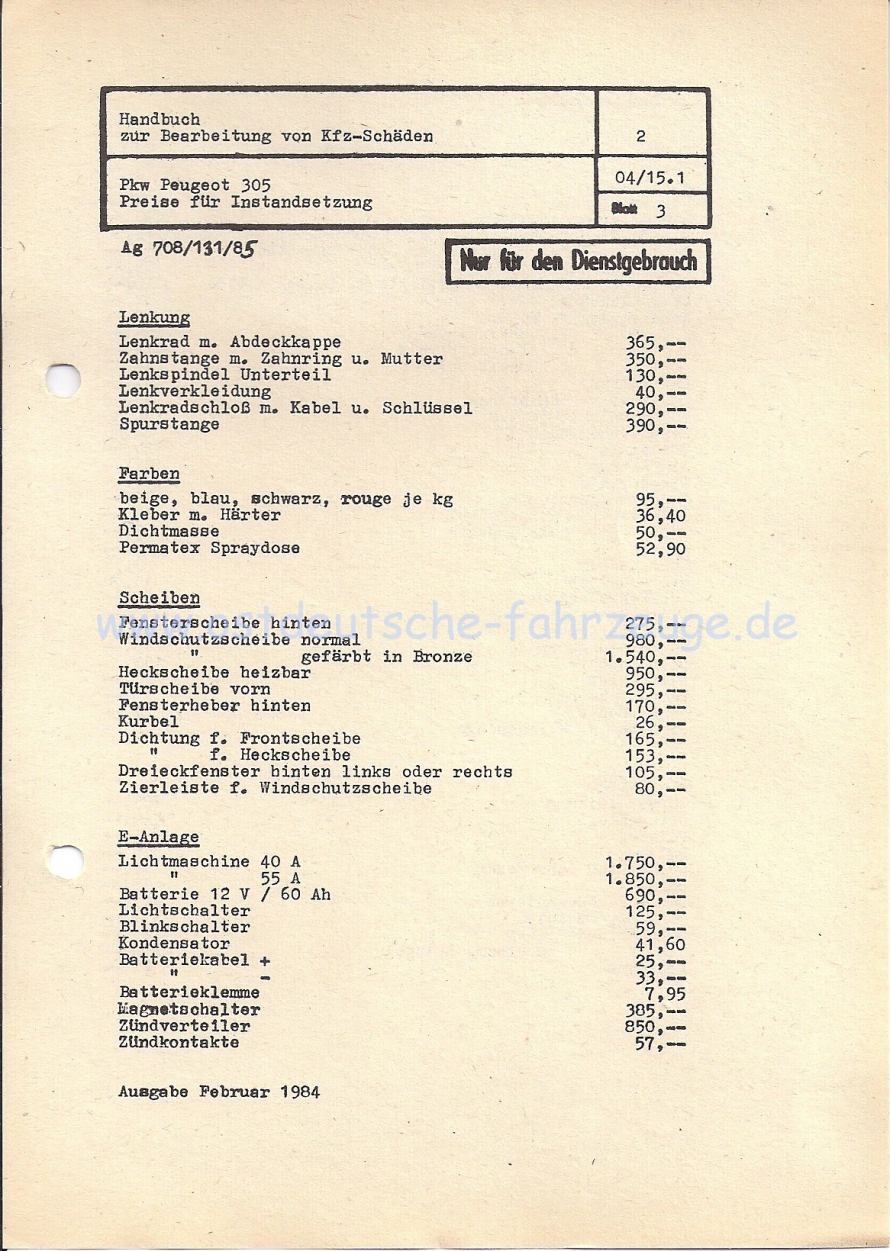 Handbuch
zur Bearbeitung von Kfz-Schäden 2
Pkw Peugeot 305 04/15.1
Preise für Instandsetzung Blatt 3
Ag 708/131/85 Nur für den Dienstgebrauch
Lenkung
Lenkrad m. Abdeckkappe 365,--
Zahnstange m. Zahnring u. Mutter 350,--
Lenkspindel Unterteil 130,--
Lenkverkleidung 40,--
Lenkradschloß m. Kabel u. Schlüssel 290,--
Spurstange 390,--
Farben
beige, blau, schwarz, rouge je kg 95,--
Kleber m. Härter 36,40
Dichtmasse 50,--
Permatex Spraydose 52,90
Scheiben
www.ostdeutsche-fahrzeuge.de
Fensterscheibe hinten 275,--
Windschutzscheibe normal 980,--
" gefärbt in Bronze 1.540,--
Heckscheibe heizbar 950,--
Türscheibe vorn 295,--
Fensterheber hinten 170,--
Kurbel 26,--
Dichtung f. Frontscheibe 165,--
" f. Heckscheibe 153,--
Dreieckfenster hinten links oder rechts 105,--
Zierleiste f. Windschutzscheibe 80,--
E-Anlage
Lichtmaschine 40 A 1.750,--
" 55 A 1.850,--
Batterie 12 V / 60 Ah 690,--
Lichtschalter 125,--
Blinkschalter 59,--
Kondensator 41,60
Batteriekabel + 25,--
" - 33,--
Batterieklemme 7,95
Magnetschalter 385,--
Zündverteiler 850,--
Zündkontakte 57,--
Ausgabe Februar 1984